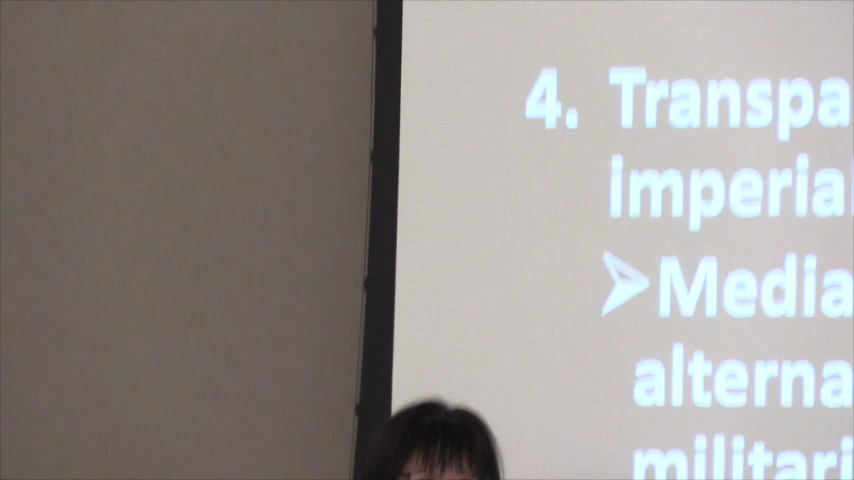 4. Transpa
imperial
➢Media
alterna
militari